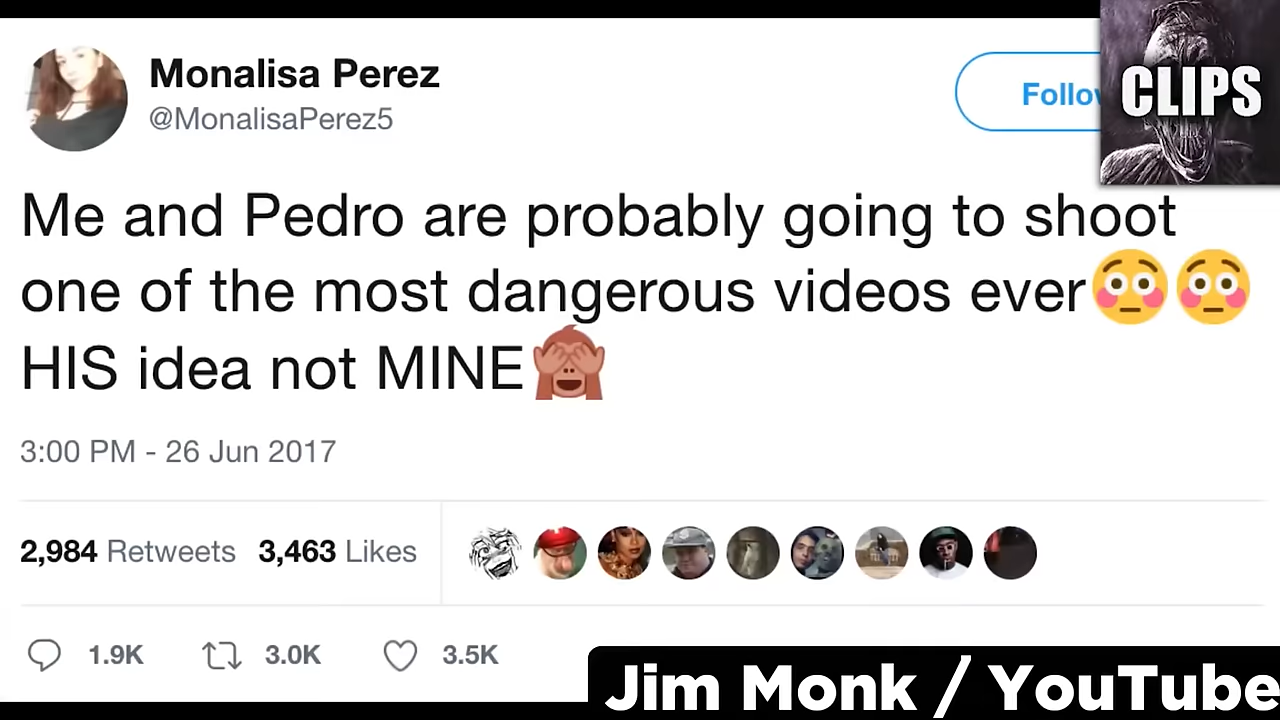 Monalisa Perez
@MonalisaPerez5
Follow
CLIPS
Me and Pedro are probably going to shoot
one of the most dangerous videos ever😳😳
HIS idea not MINE🙈
3:00 PM - 26 Jun 2017
2,984 Retweets 3,463 Likes
1.9K 3.0K 3.5K
Jim Monk / YouTube